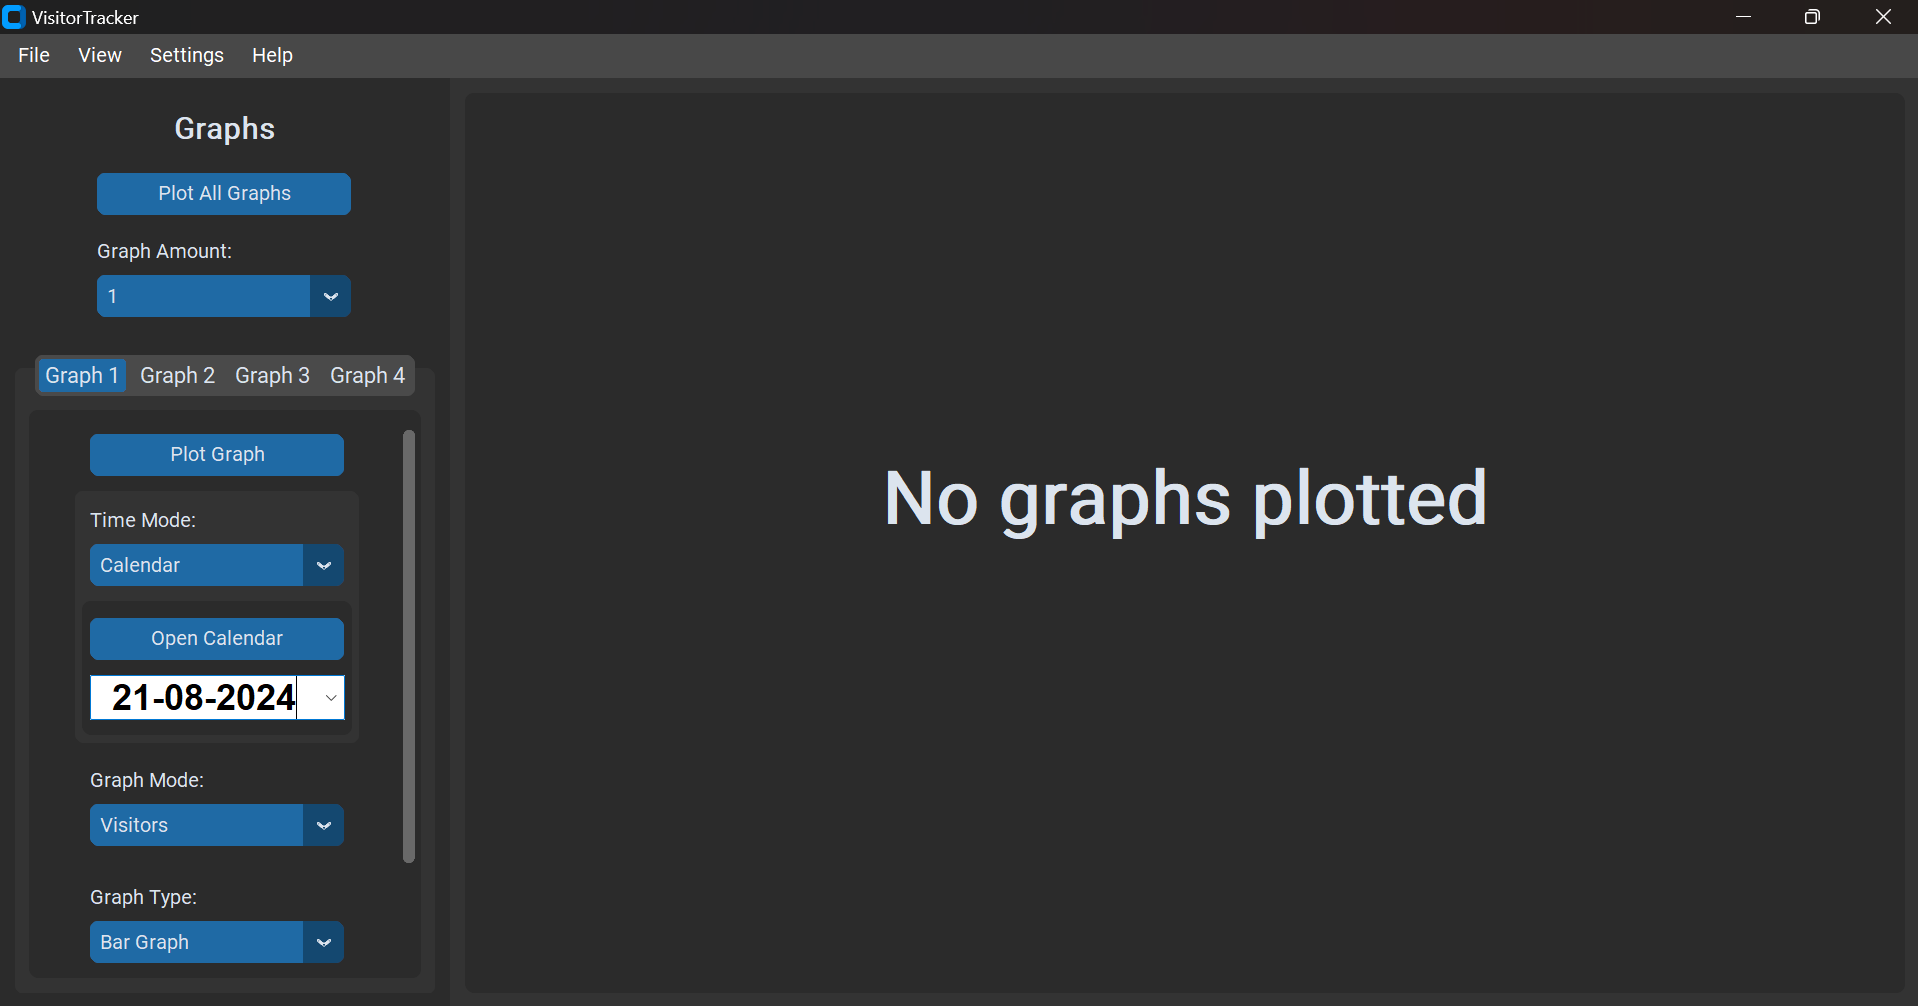 VisitorTracker
File View Settings Help
Graphs
Plot All Graphs
Graph Amount:
1
Graph 1 Graph 2 Graph 3 Graph 4
Plot Graph
Time Mode:
Calendar
Open Calendar
21-08-2024
Graph Mode:
Visitors
Graph Type:
Bar Graph
No graphs plotted